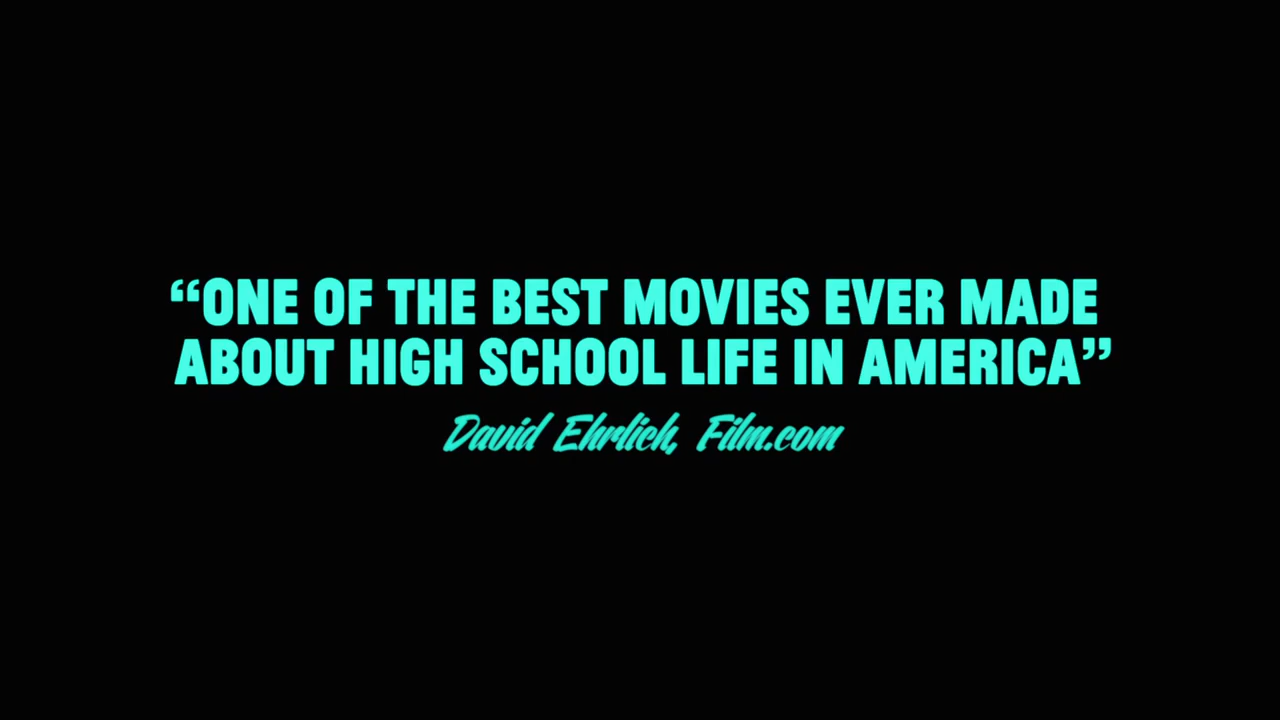 “ONE OF THE BEST MOVIES EVER MADE
ABOUT HIGH SCHOOL LIFE IN AMERICA”
David Ehrlich, Film.com